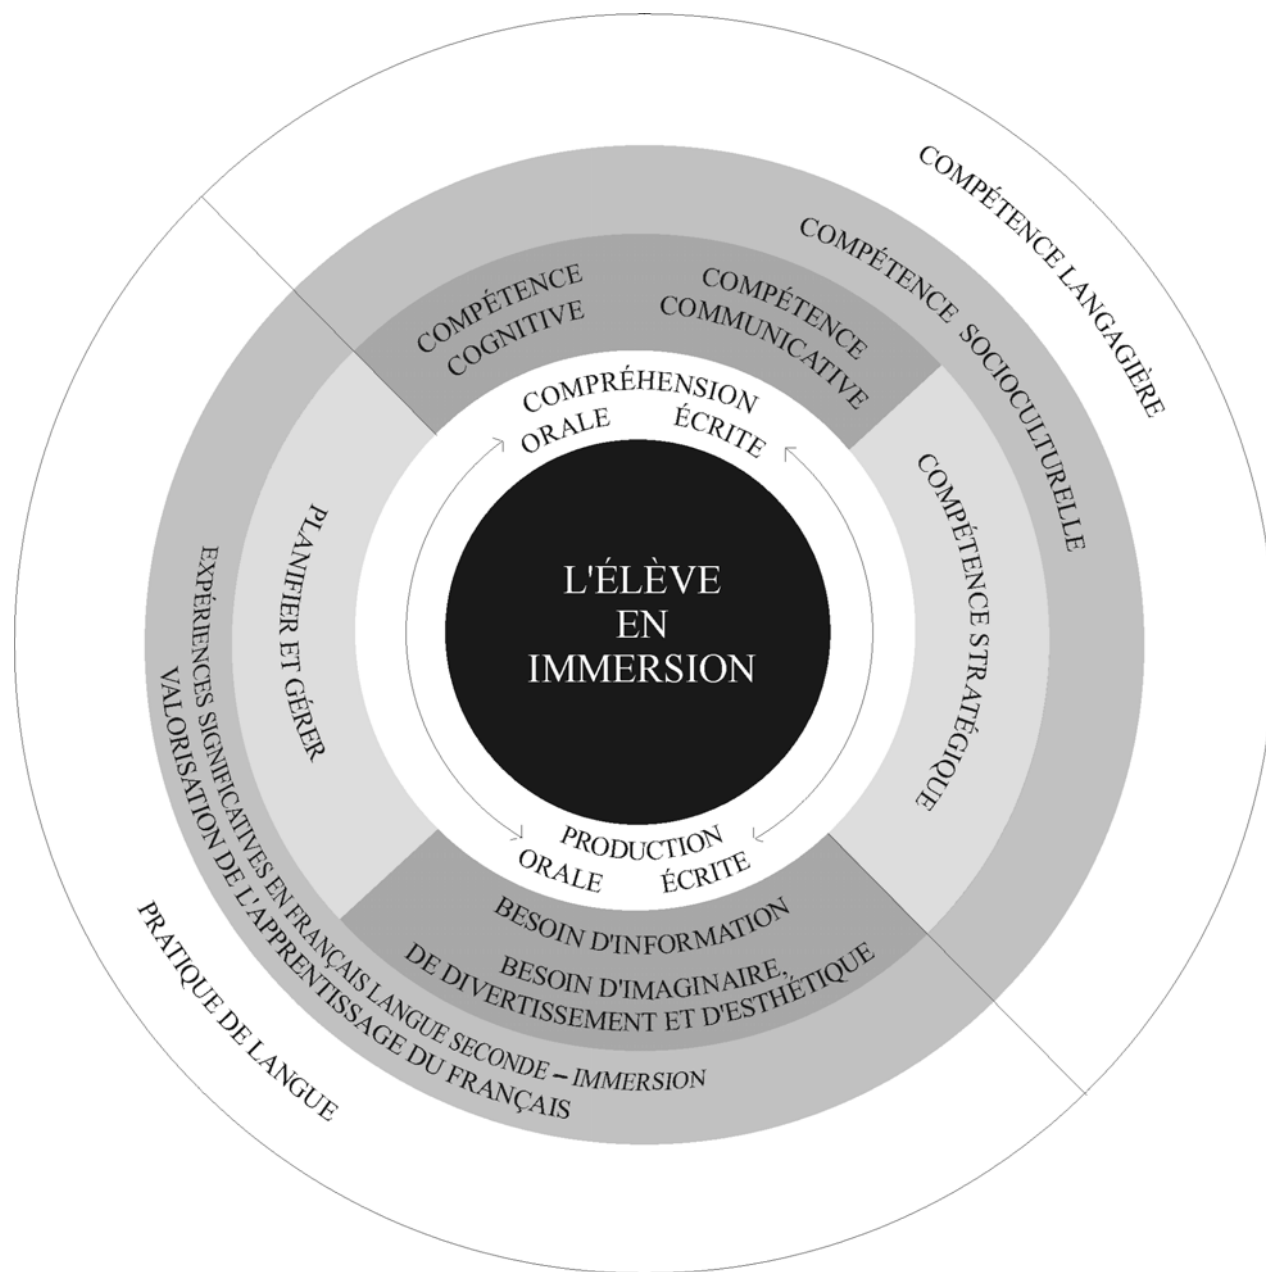 COMPÉTENCE LANGAGIÈRE
COMPÉTENCE SOCIOCULTURELLE
COMPÉTENCE
COGNITIVE
COMPÉTENCE
COMMUNICATIVE
COMPÉTENCE STRATÉGIQUE
COMPRÉHENSION
ORALE ÉCRITE
L'ÉLÈVE
EN
IMMERSION
PRODUCTION
ORALE ÉCRITE
PLANIFIER ET GÉRER
BESOIN D'INFORMATION
BESOIN D'IMAGINAIRE,
DE DIVERTISSEMENT ET D'ESTHÉTIQUE
EXPÉRIENCES SIGNIFICATIVES EN FRANÇAIS LANGUE SECONDE – IMMERSION
VALORISATION DE L'APPRENTISSAGE DU FRANÇAIS
PRATIQUE DE LANGUE